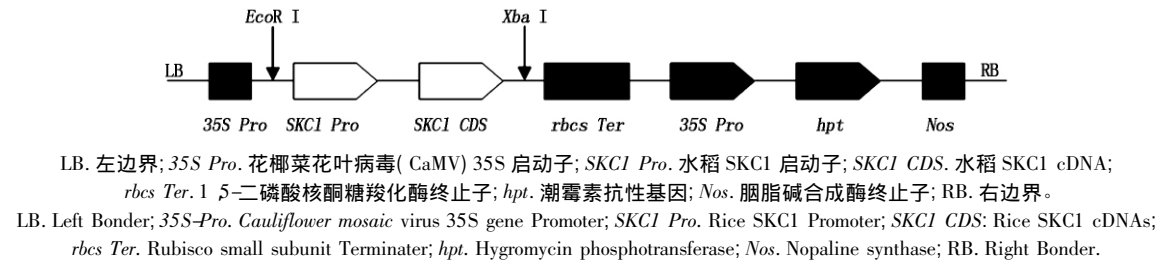 EcoR I Xba I
LB RB
35S Pro SKC1 Pro SKC1 CDS rbcs Ter 35S Pro hpt Nos
LB. 左边界; 35S Pro. 花椰菜花叶病毒( CaMV) 35S 启动子; SKC1 Pro. 水稻 SKC1 启动子; SKC1 CDS. 水稻 SKC1 cDNA;
rbcs Ter. 1 ,5-二磷酸核酮糖羧化酶终止子; hpt. 潮霉素抗性基因; Nos. 胭脂碱合成酶终止子; RB. 右边界。
LB. Left Bonder; 35S-Pro. Cauliflower mosaic virus 35S gene Promoter; SKC1 Pro. Rice SKC1 Promoter; SKC1 CDS: Rice SKC1 cDNAs;
rbcs Ter. Rubisco small subunit Terminater; hpt. Hygromycin phosphotransferase; Nos. Nopaline synthase; RB. Right Bonder.